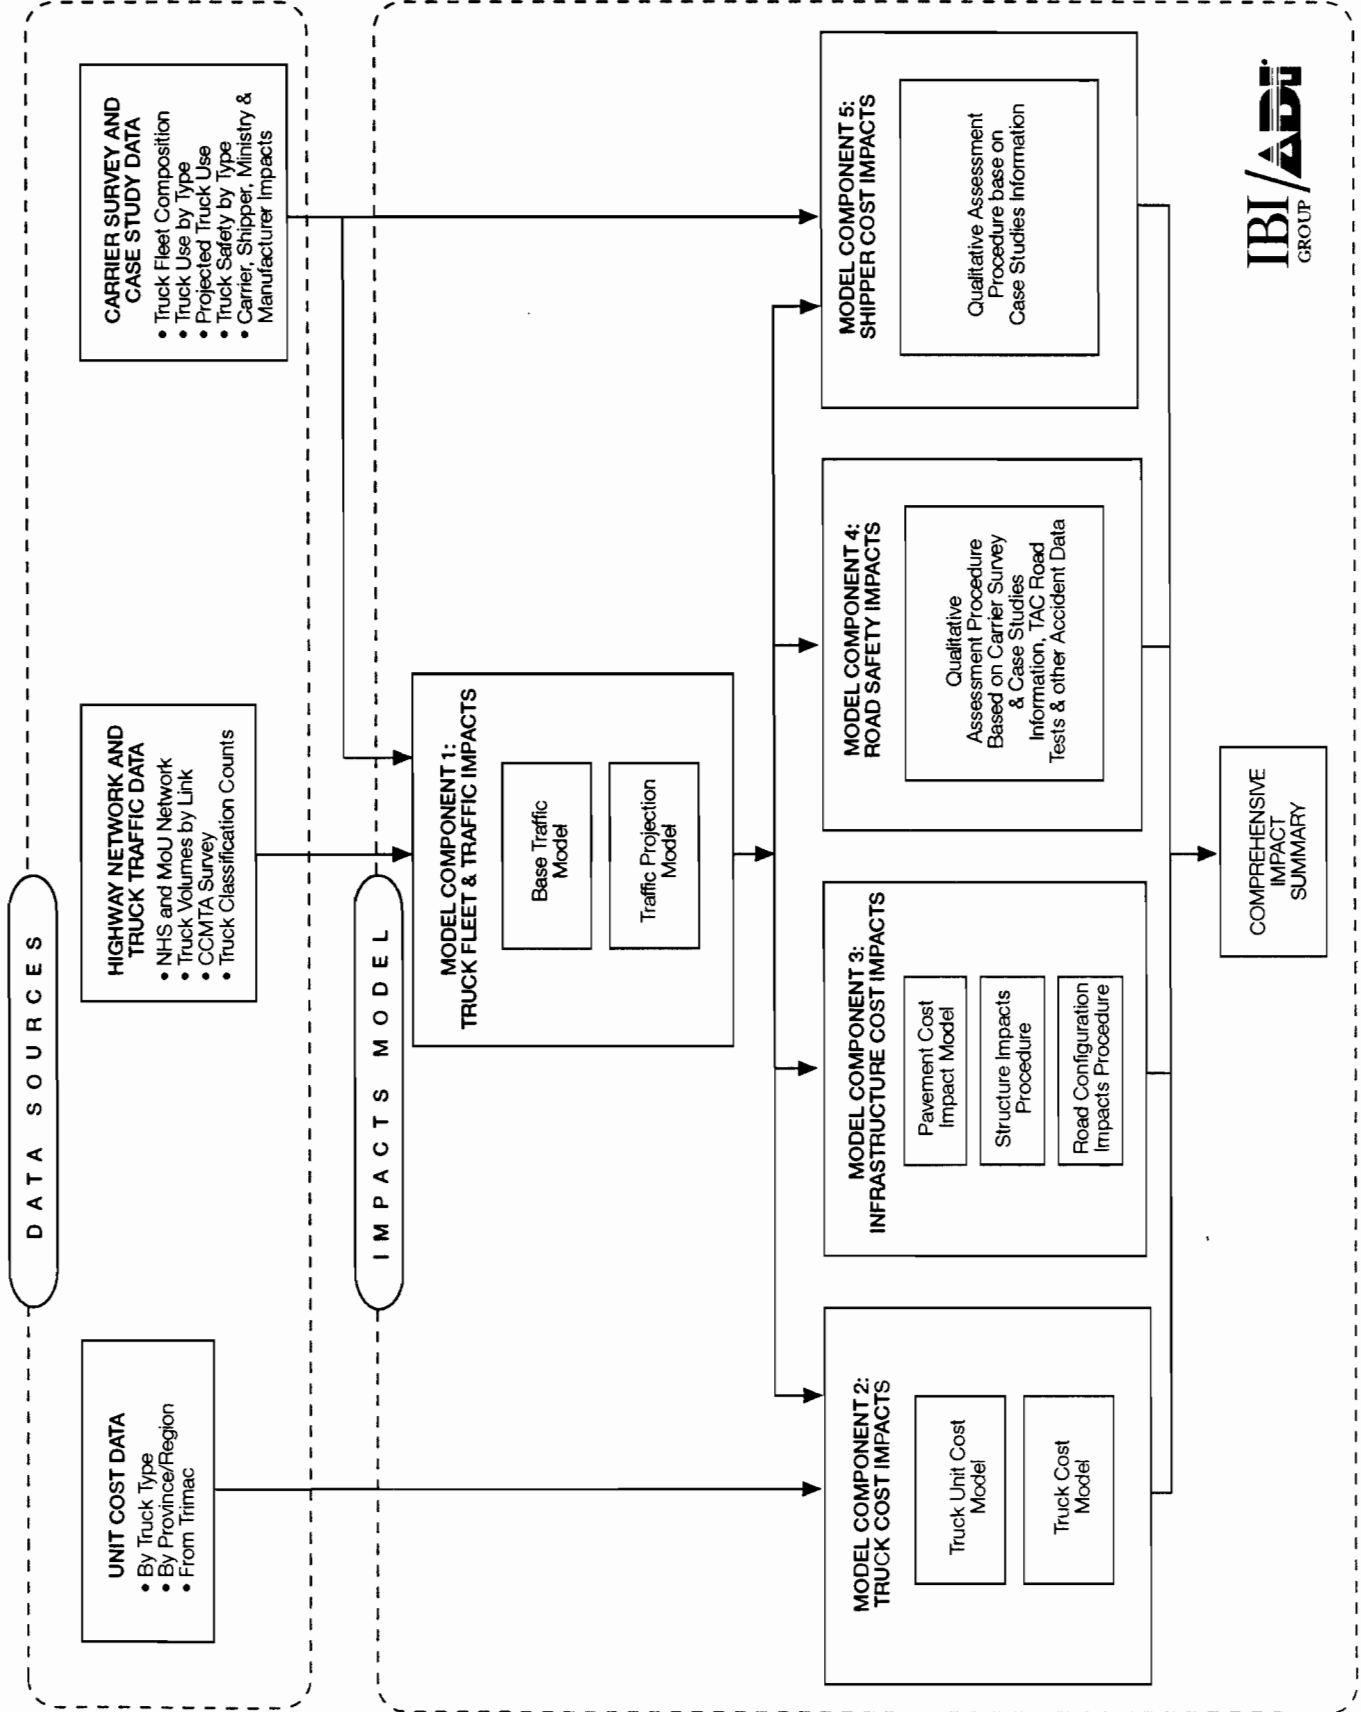 DATA SOURCES
UNIT COST DATA
• By Truck Type
• By Province/Region
• From Trimac
HIGHWAY NETWORK AND
TRUCK TRAFFIC DATA
• NHS and MoU Network
• Truck Volumes by Link
• CCMTA Survey
• Truck Classification Counts
CARRIER SURVEY AND
CASE STUDY DATA
• Truck Fleet Composition
• Truck Use by Type
• Projected Truck Use
• Truck Safety by Type
• Carrier, Shipper, Ministry &
Manufacturer Impacts
IMPACTS MODEL
MODEL COMPONENT 1:
TRUCK FLEET & TRAFFIC IMPACTS
Base Traffic
Model
Traffic Projection
Model
MODEL COMPONENT 2:
TRUCK COST IMPACTS
Truck Unit Cost
Model
Truck Cost
Model
MODEL COMPONENT 3:
INFRASTRUCTURE COST IMPACTS
Pavement Cost
Impact Model
Structure Impacts
Procedure
Road Configuration
Impacts Procedure
MODEL COMPONENT 4:
ROAD SAFETY IMPACTS
Qualitative
Assessment Procedure
Based on Carrier Survey
& Case Studies
Information, TAC Road
Tests & other Accident Data
MODEL COMPONENT 5:
SHIPPER COST IMPACTS
Qualitative Assessment
Procedure base on
Case Studies Information
COMPREHENSIVE
IMPACT
SUMMARY
IBI/ADI
GROUP